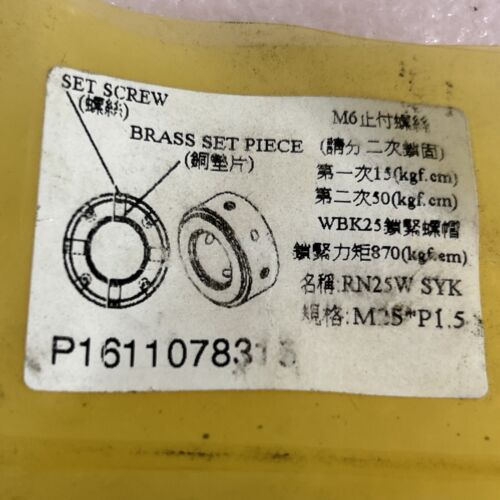 SET SCREW
(螺絲)
BRASS SET PIECE
(銅墊片)
M6止付螺絲
(請分 二次鎖固)
第一次15(kgf.cm)
第二次50(kgf.cm)
WBK25鎖緊螺帽
鎖緊力矩870(kgf.cm)
名稱:RN25W SYK
規格:M25*P1.5